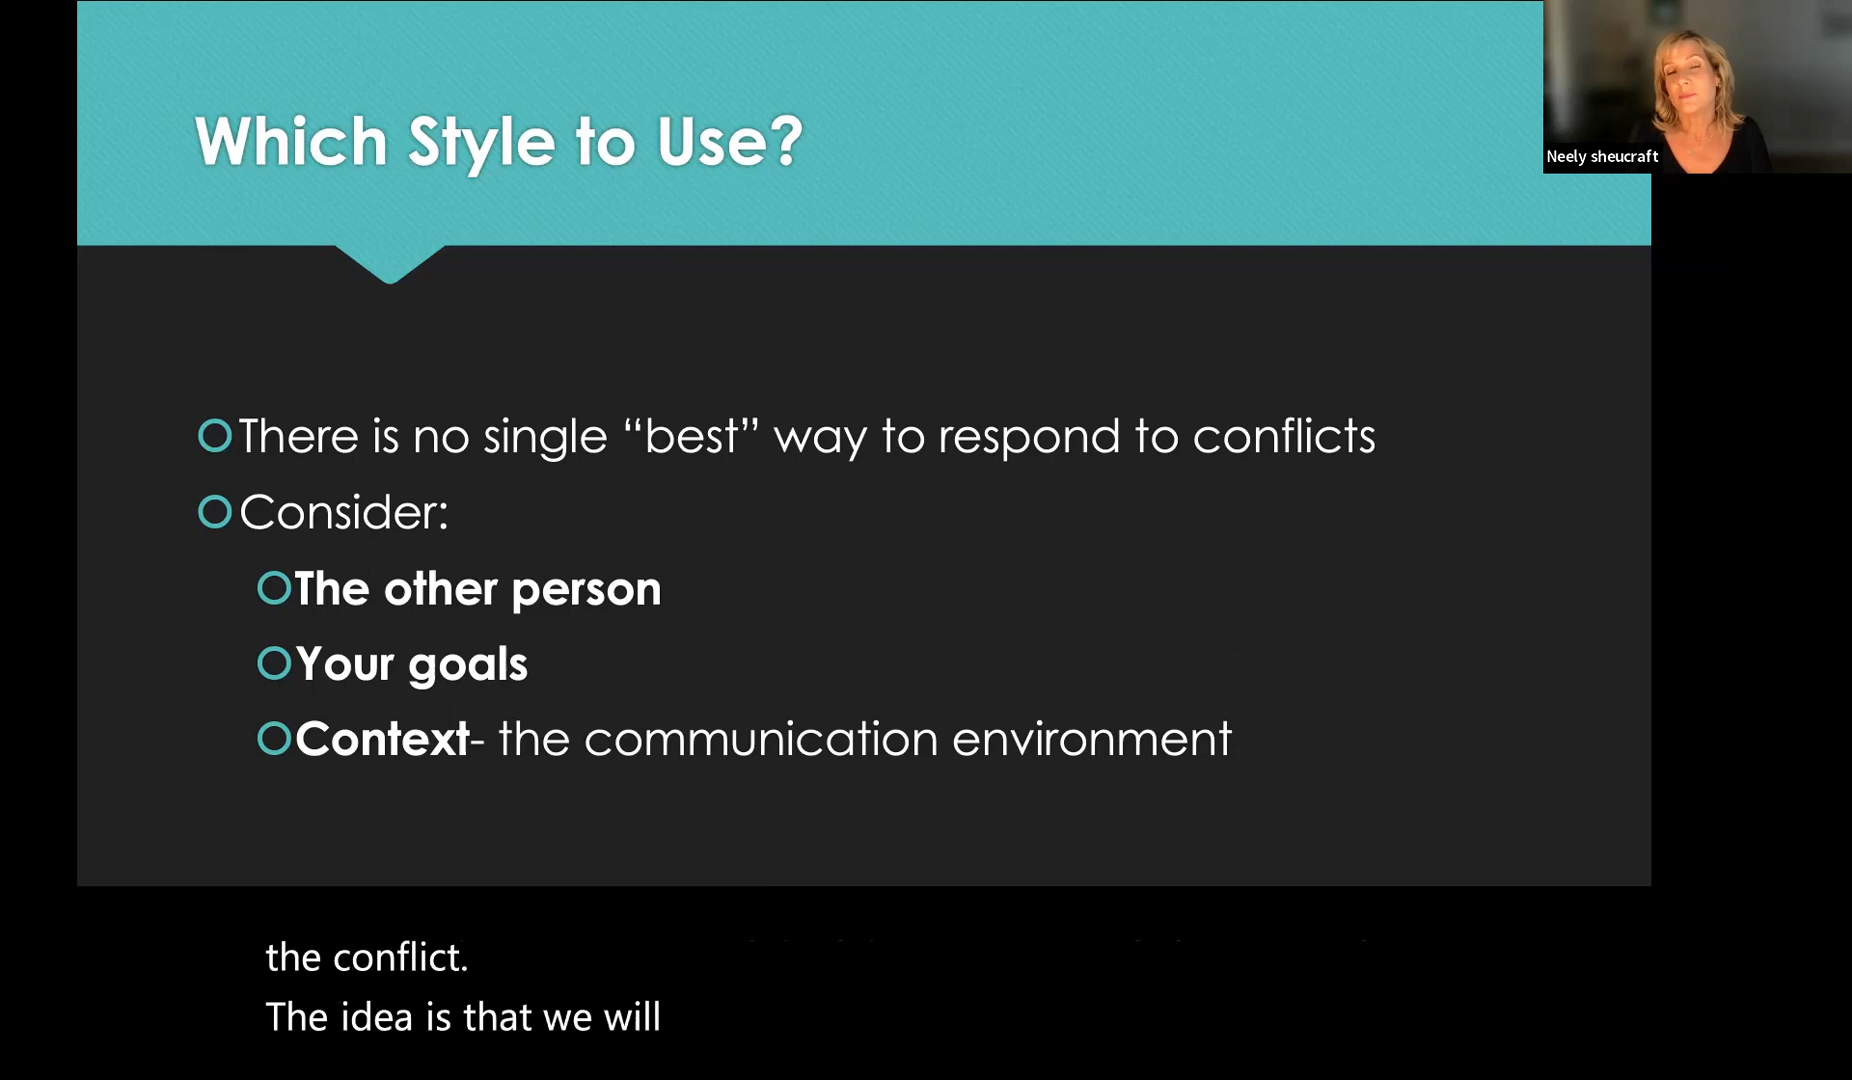 Which Style to Use?
Neely sheucraft
There is no single “best” way to respond to conflicts
Consider:
The other person
Your goals
Context- the communication environment
the conflict.
The idea is that we will